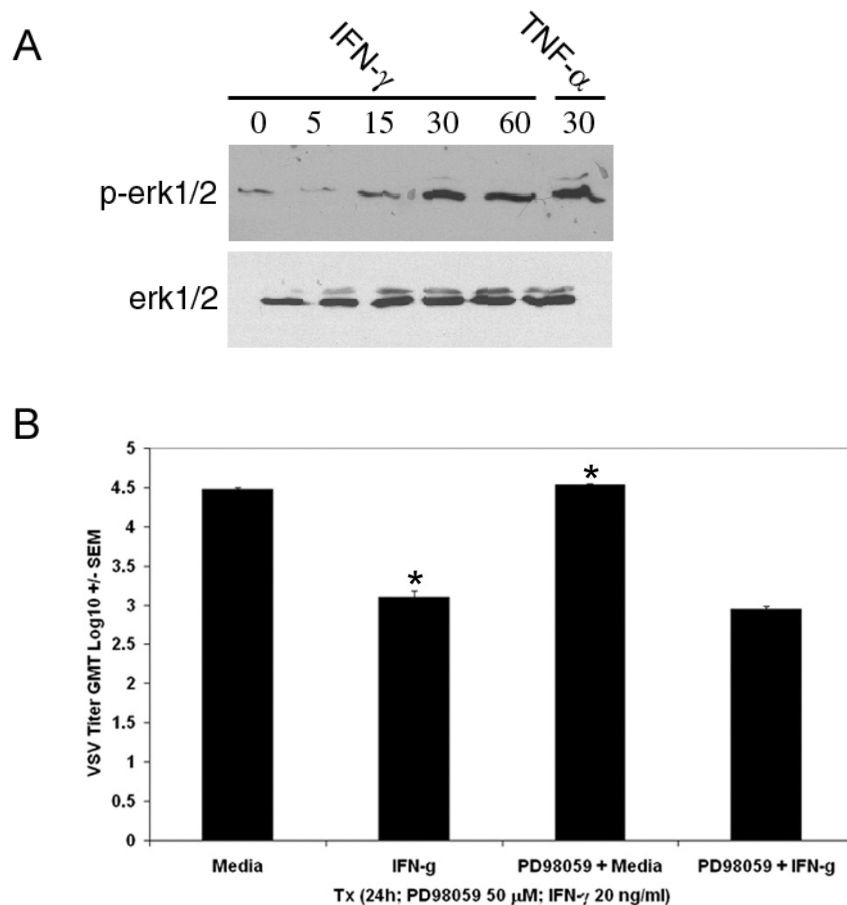 A
IFN-γ
TNF-α
0 5 15 30 60 30
p-erk1/2
erk1/2
B
5
4.5
4
3.5
3
2.5
2
1.5
1
0.5
0
VSV Titer GMT Log10 +/- SEM
*
*
Media IFN-g PD98059 + Media PD98059 + IFN-g
Tx (24h; PD98059 50 µM; IFN-γ 20 ng/ml)